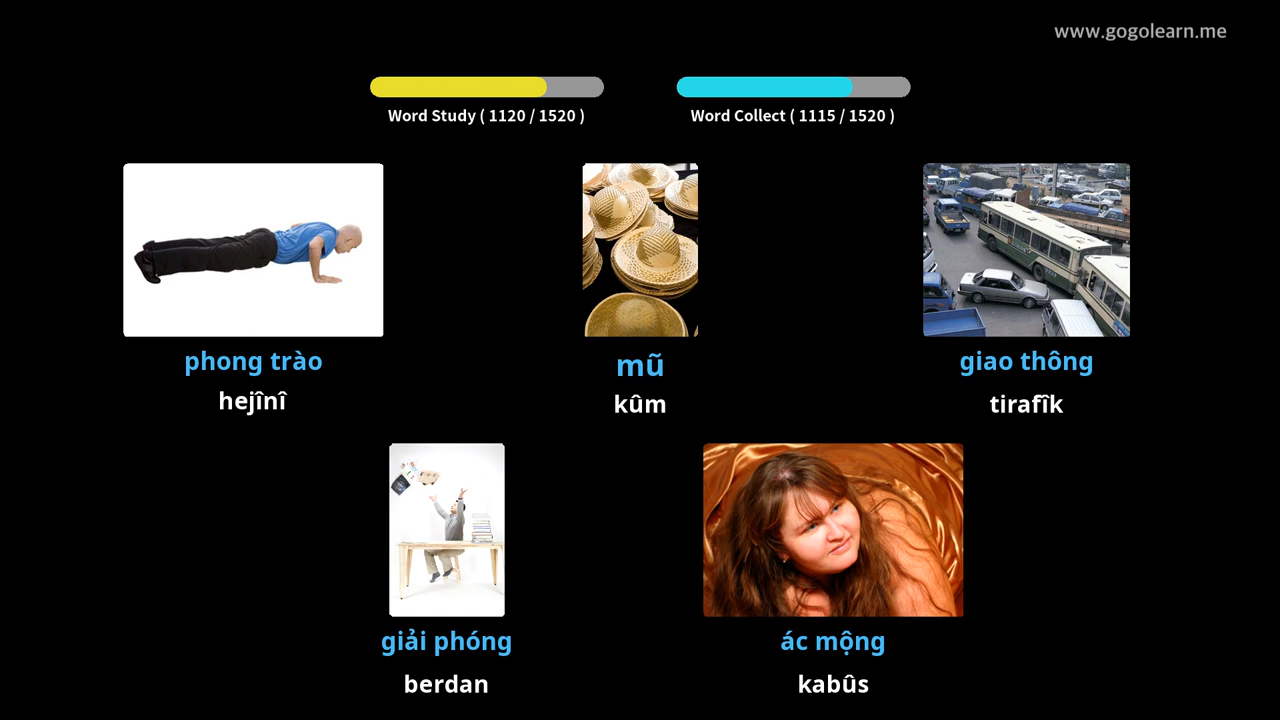 www.gogolearn.me
Word Study ( 1120 / 1520 )
Word Collect ( 1115 / 1520 )
phong trào
hejînî
mũ
kûm
giao thông
tirafîk
giải phóng
berdan
ác mộng
kabûs